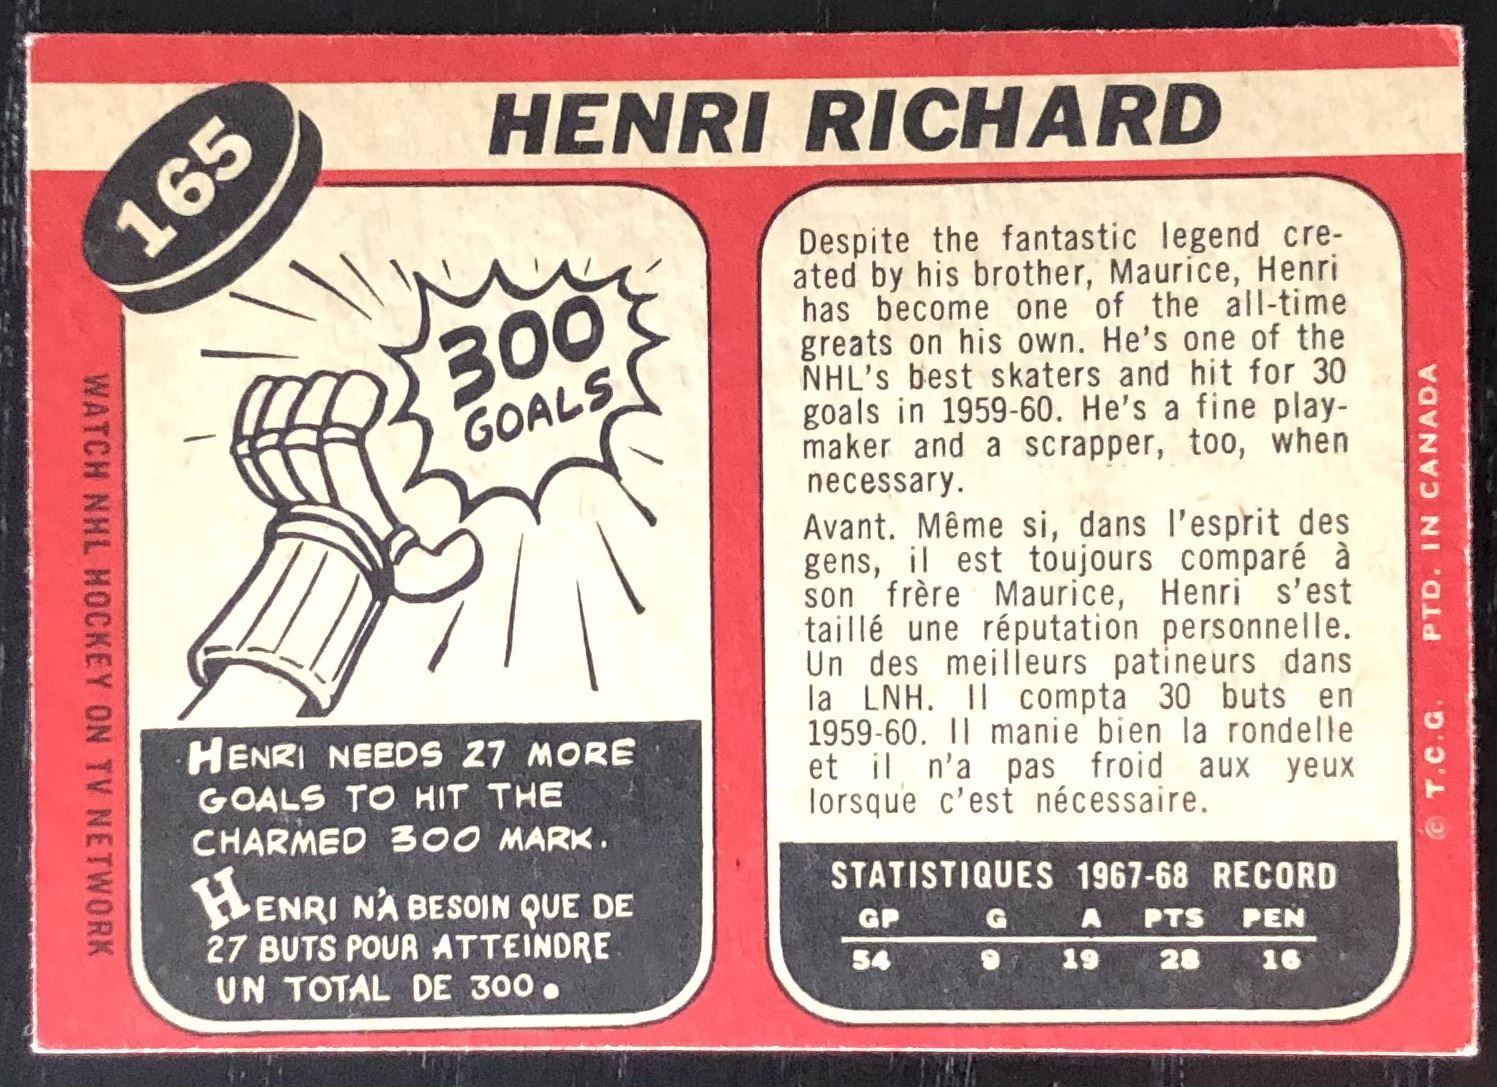 165
HENRI RICHARD
300
GOALS
HENRI NEEDS 27 MORE
GOALS TO HIT THE
CHARMED 300 MARK.
HENRI N'A BESOIN QUE DE
27 BUTS POUR ATTEINDRE
UN TOTAL DE 300.
WATCH NHL HOCKEY ON TV NETWORK
Despite the fantastic legend cre-
ated by his brother, Maurice, Henri
has become one of the all-time
greats on his own. He's one of the
NHL's best skaters and hit for 30
goals in 1959-60. He's a fine play-
maker and a scrapper, too, when
necessary.
Avant. Même si, dans l'esprit des
gens, il est toujours comparé à
son frère Maurice, Henri s'est
taillé une réputation personnelle.
Un des meilleurs patineurs dans
la LNH. Il compta 30 buts en
1959-60. Il manie bien la rondelle
et il n'a pas froid aux yeux
lorsque c'est nécessaire.
STATISTIQUES 1967-68 RECORD
GP G A PTS PEN
54 9 19 28 16
© T.C.G. PTD. IN CANADA